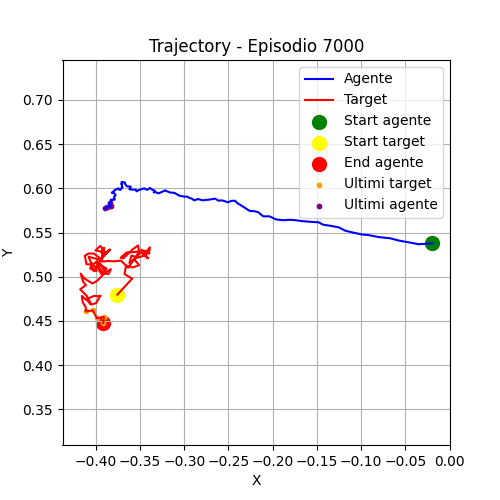 Trajectory - Episodio 7000
Agente
Target
Start agente
Start target
End agente
Ultimi target
Ultimi agente
0.70
0.65
0.60
0.55
0.50
0.45
0.40
0.35
Y
−0.40 −0.35 −0.30 −0.25 −0.20 −0.15 −0.10 −0.05 0.00
X